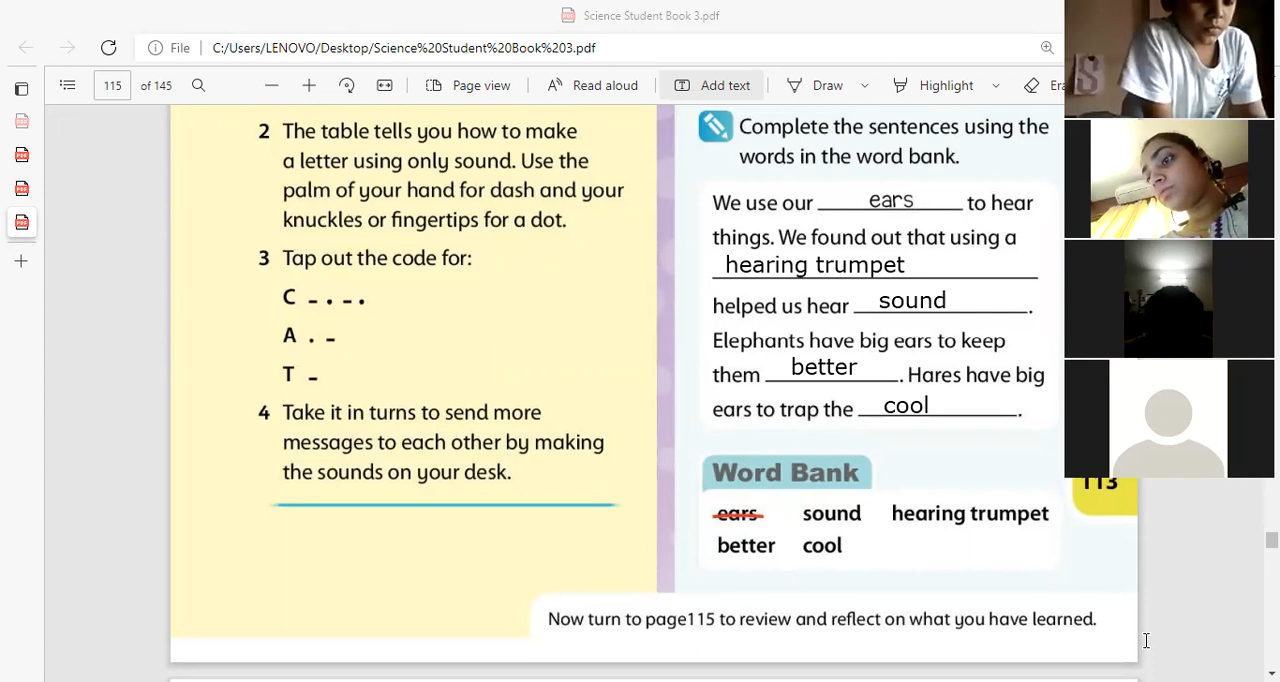 Science Student Book 3.pdf
File C:/Users/LENOVO/Desktop/Science%20Student%20Book%203.pdf
115 of 145 Page view Read aloud Add text Draw Highlight Era
2 The table tells you how to make
a letter using only sound. Use the
palm of your hand for dash and your
knuckles or fingertips for a dot.
3 Tap out the code for:
C – . – .
A . –
T –
4 Take it in turns to send more
messages to each other by making
the sounds on your desk.
Complete the sentences using the
words in the word bank.
We use our ears to hear
things. We found out that using a
hearing trumpet
helped us hear sound.
Elephants have big ears to keep
them better. Hares have big
ears to trap the cool.
Word Bank
ears sound hearing trumpet
better cool
113
Now turn to page115 to review and reflect on what you have learned.